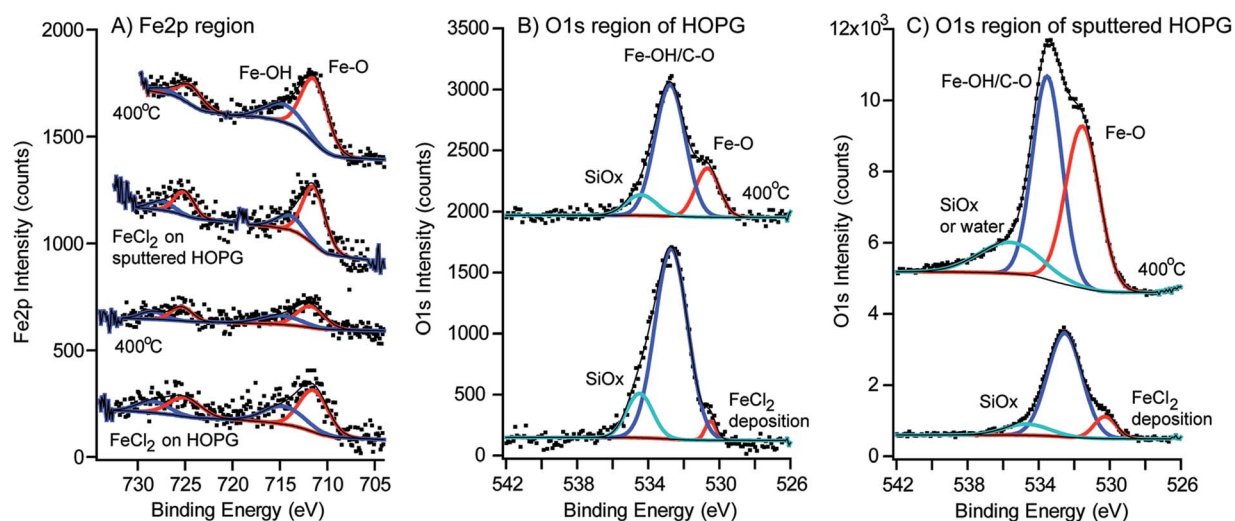 A) Fe2p region
Fe2p Intensity (counts)
2000
1500
1000
500
0
Fe-OH
Fe-O
400°C
FeCl2 on
sputtered HOPG
400°C
FeCl2 on HOPG
730 725 720 715 710 705
Binding Energy (eV)
B) O1s region of HOPG
O1s Intensity (counts)
3500
3000
2500
2000
1500
1000
500
0
Fe-OH/C-O
SiOx
Fe-O
400°C
SiOx
FeCl2
deposition
542 538 534 530 526
Binding Energy (eV)
C) O1s region of sputtered HOPG
O1s Intensity (counts)
12x10³
10
8
6
4
2
0
Fe-OH/C-O
Fe-O
SiOx
or water
400°C
SiOx
FeCl2
deposition
542 538 534 530 526
Binding Energy (eV)